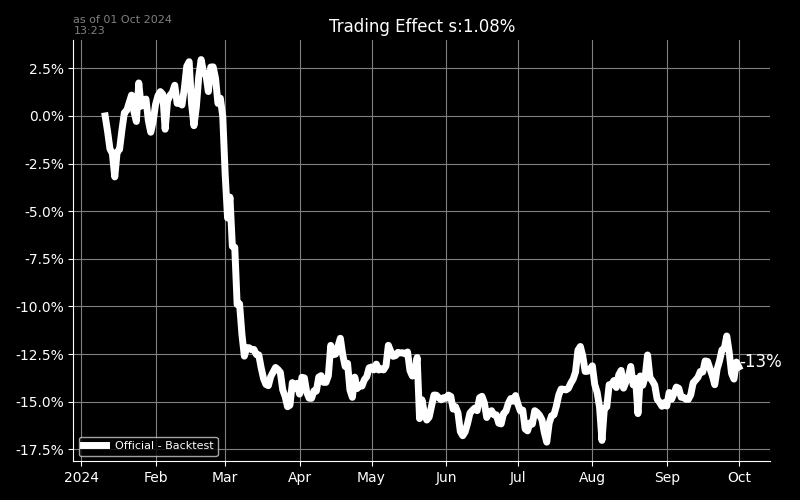 as of 01 Oct 2024
13:23
Trading Effect s:1.08%
2.5%
0.0%
-2.5%
-5.0%
-7.5%
-10.0%
-12.5%
-15.0%
-17.5%
-13%
Official - Backtest
2024 Feb Mar Apr May Jun Jul Aug Sep Oct